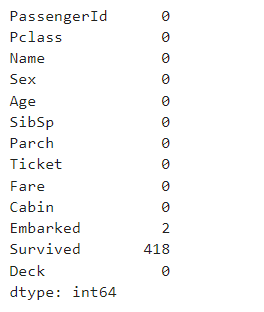 PassengerId 0
Pclass 0
Name 0
Sex 0
Age 0
SibSp 0
Parch 0
Ticket 0
Fare 0
Cabin 0
Embarked 2
Survived 418
Deck 0
dtype: int64